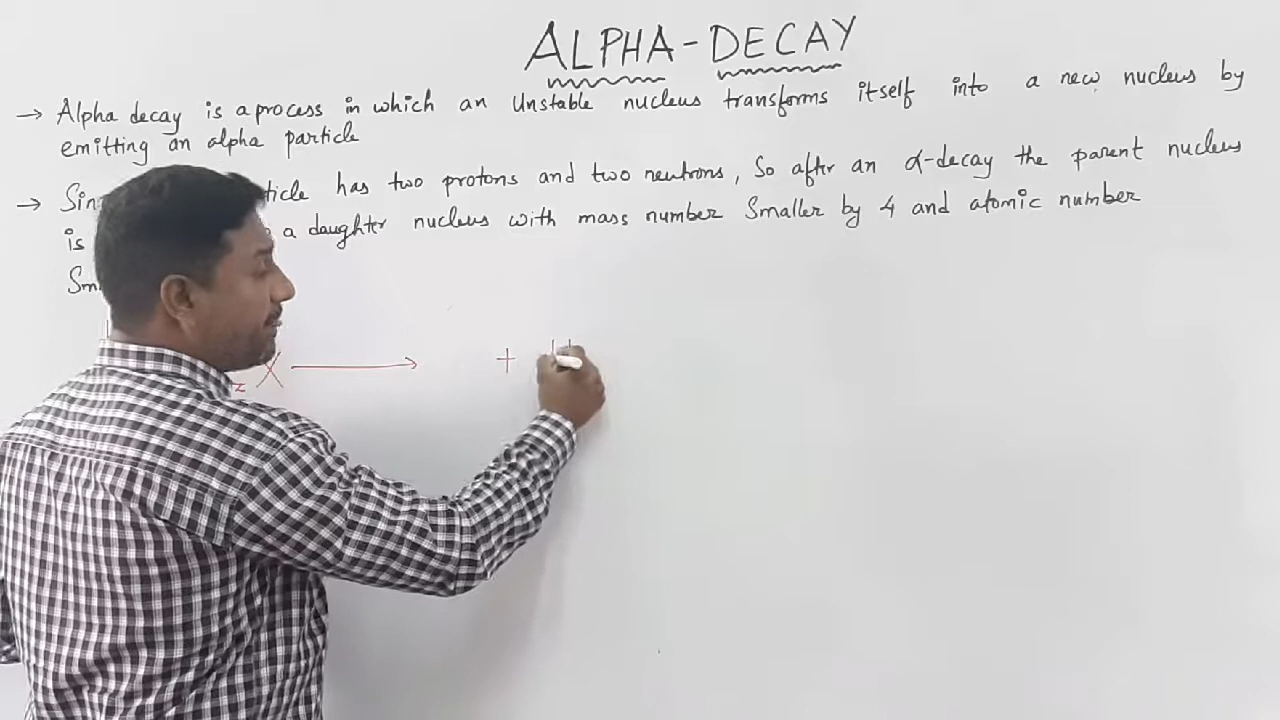 ALPHA-DECAY
→ Alpha decay is a process in which an Unstable nucleus transforms itself into a new nucleus by
emitting an alpha particle
→ has two protons and two neutrons, So after an α-decay the parent nucleus
is a daughter nucleus with mass number Smaller by 4 and atomic number
z X ⟶ +